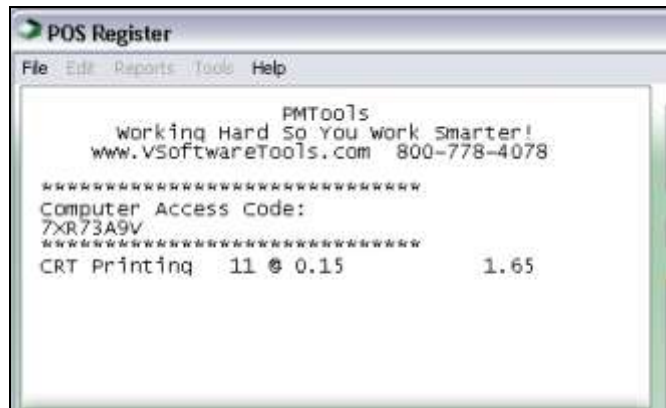 POS Register
File Edit Reports Tools Help
PMTools
Working Hard So You Work Smarter!
www.VSoftwareTools.com 800-778-4078
******************************
Computer Access Code:
7XR73A9V
******************************
CRT Printing 11 @ 0.15 1.65